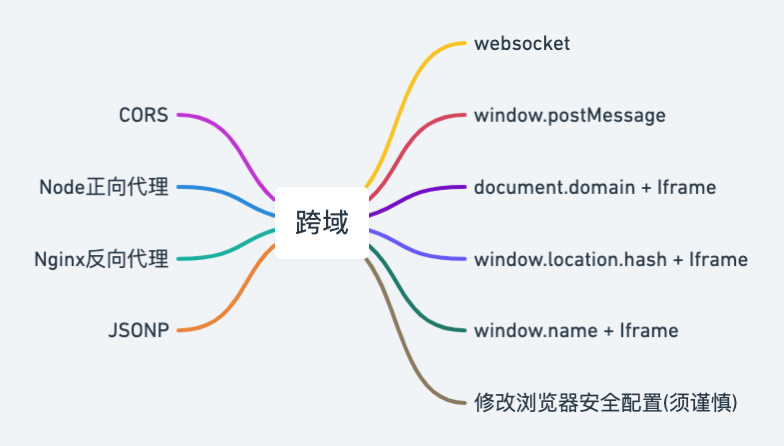 跨域
CORS
Node正向代理
Nginx反向代理
JSONP
websocket
window.postMessage
document.domain + Iframe
window.location.hash + Iframe
window.name + Iframe
修改浏览器安全配置(须谨慎)